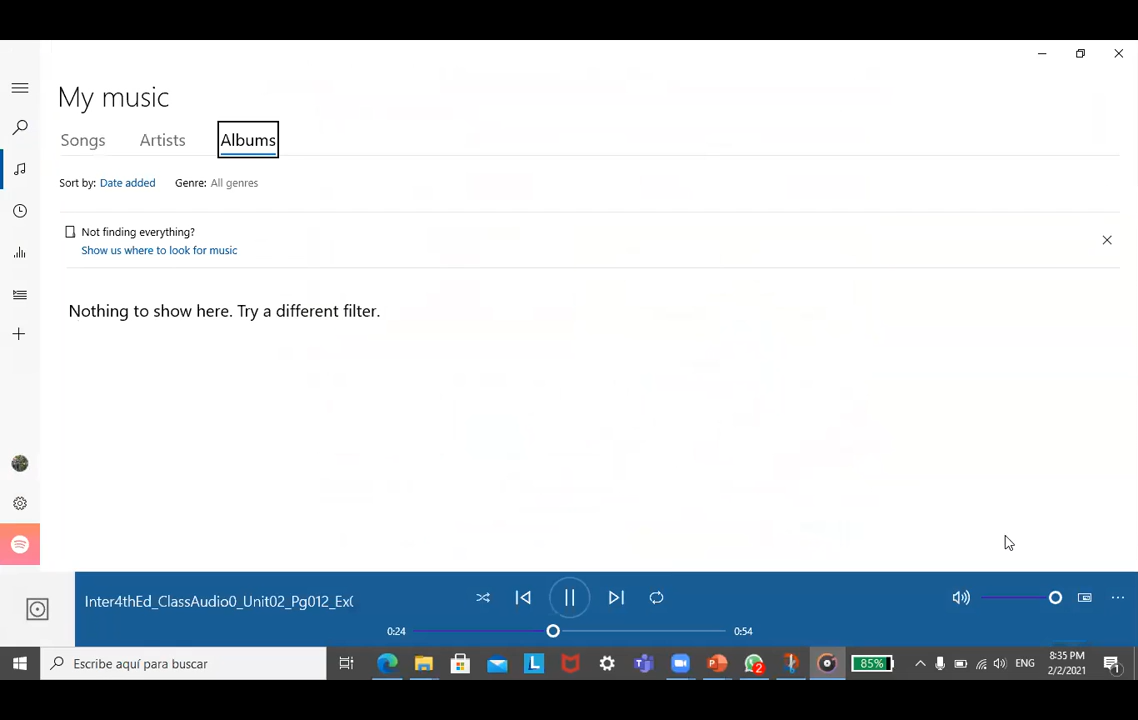 My music
Songs Artists Albums
Sort by: Date added Genre: All genres
Not finding everything?
Show us where to look for music
Nothing to show here. Try a different filter.
Inter4thEd_ClassAudio0_Unit02_Pg012_Ex
0:24 0:54
Escribe aquí para buscar
L
2
85%
ENG
8:35 PM
2/2/2021
1